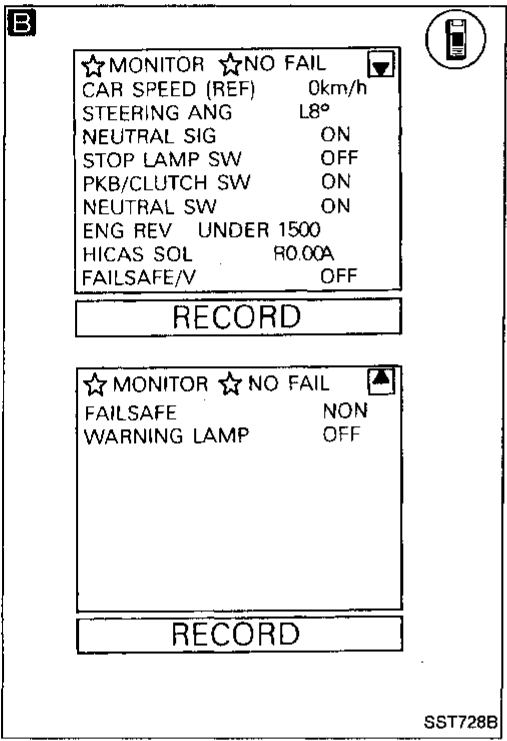 B
☆MONITOR ☆NO FAIL ▼
CAR SPEED (REF) 0km/h
STEERING ANG L8°
NEUTRAL SIG ON
STOP LAMP SW OFF
PKB/CLUTCH SW ON
NEUTRAL SW ON
ENG REV UNDER 1500
HICAS SOL R0.00A
FAILSAFE/V OFF
RECORD
☆MONITOR ☆NO FAIL ▲
FAILSAFE NON
WARNING LAMP OFF
RECORD
SST728B